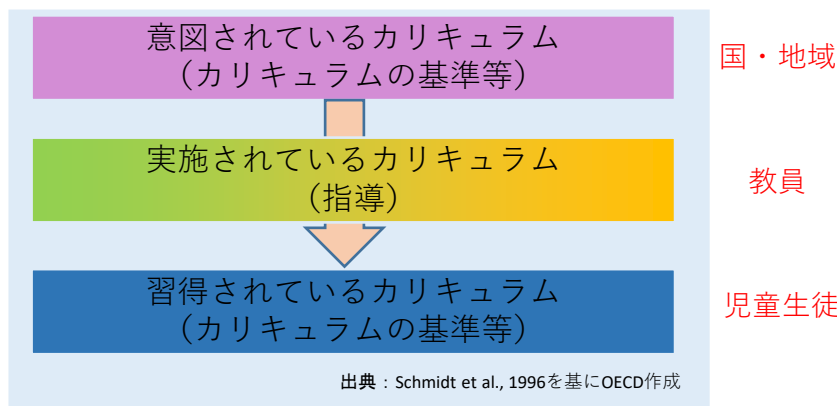 意図されているカリキュラム
（カリキュラムの基準等）
国・地域
実施されているカリキュラム
（指導）
教員
習得されているカリキュラム
（カリキュラムの基準等）
児童生徒
出典：Schmidt et al., 1996を基にOECD作成